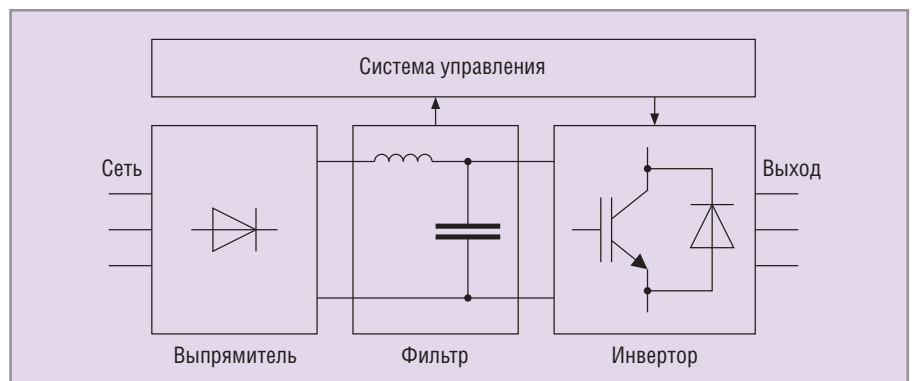 Система управления
Сеть
Выход
Выпрямитель
Фильтр
Инвертор